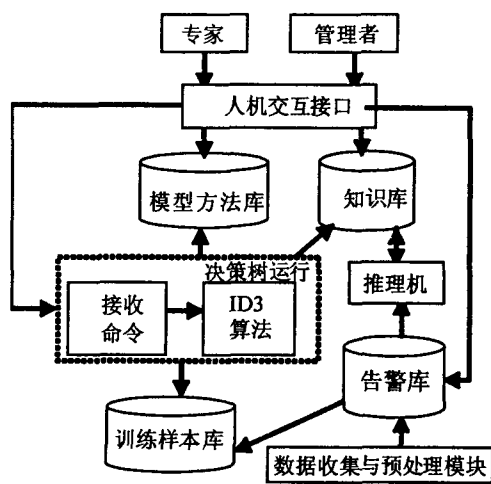 专家
管理者
人机交互接口
模型方法库
知识库
决策树运行
接收
命令
ID3
算法
推理机
告警库
训练样本库
数据收集与预处理模块